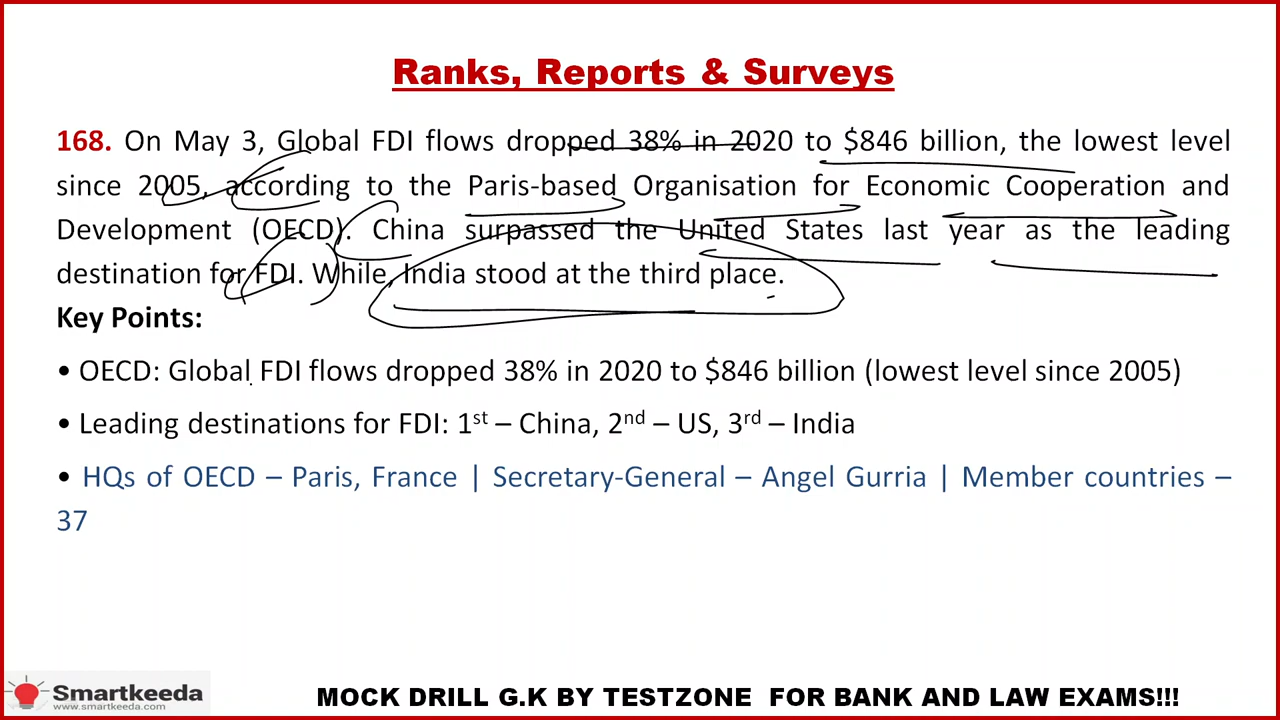 Ranks, Reports & Surveys
168. On May 3, Global FDI flows dropped 38% in 2020 to $846 billion, the lowest level
since 2005, according to the Paris-based Organisation for Economic Cooperation and
Development (OECD). China surpassed the United States last year as the leading
destination for FDI. While, India stood at the third place.
Key Points:
• OECD: Global FDI flows dropped 38% in 2020 to $846 billion (lowest level since 2005)
• Leading destinations for FDI: 1st – China, 2nd – US, 3rd – India
• HQs of OECD – Paris, France | Secretary-General – Angel Gurria | Member countries –
37
Smartkeeda
www.smartkeeda.com
MOCK DRILL G.K BY TESTZONE FOR BANK AND LAW EXAMS!!!